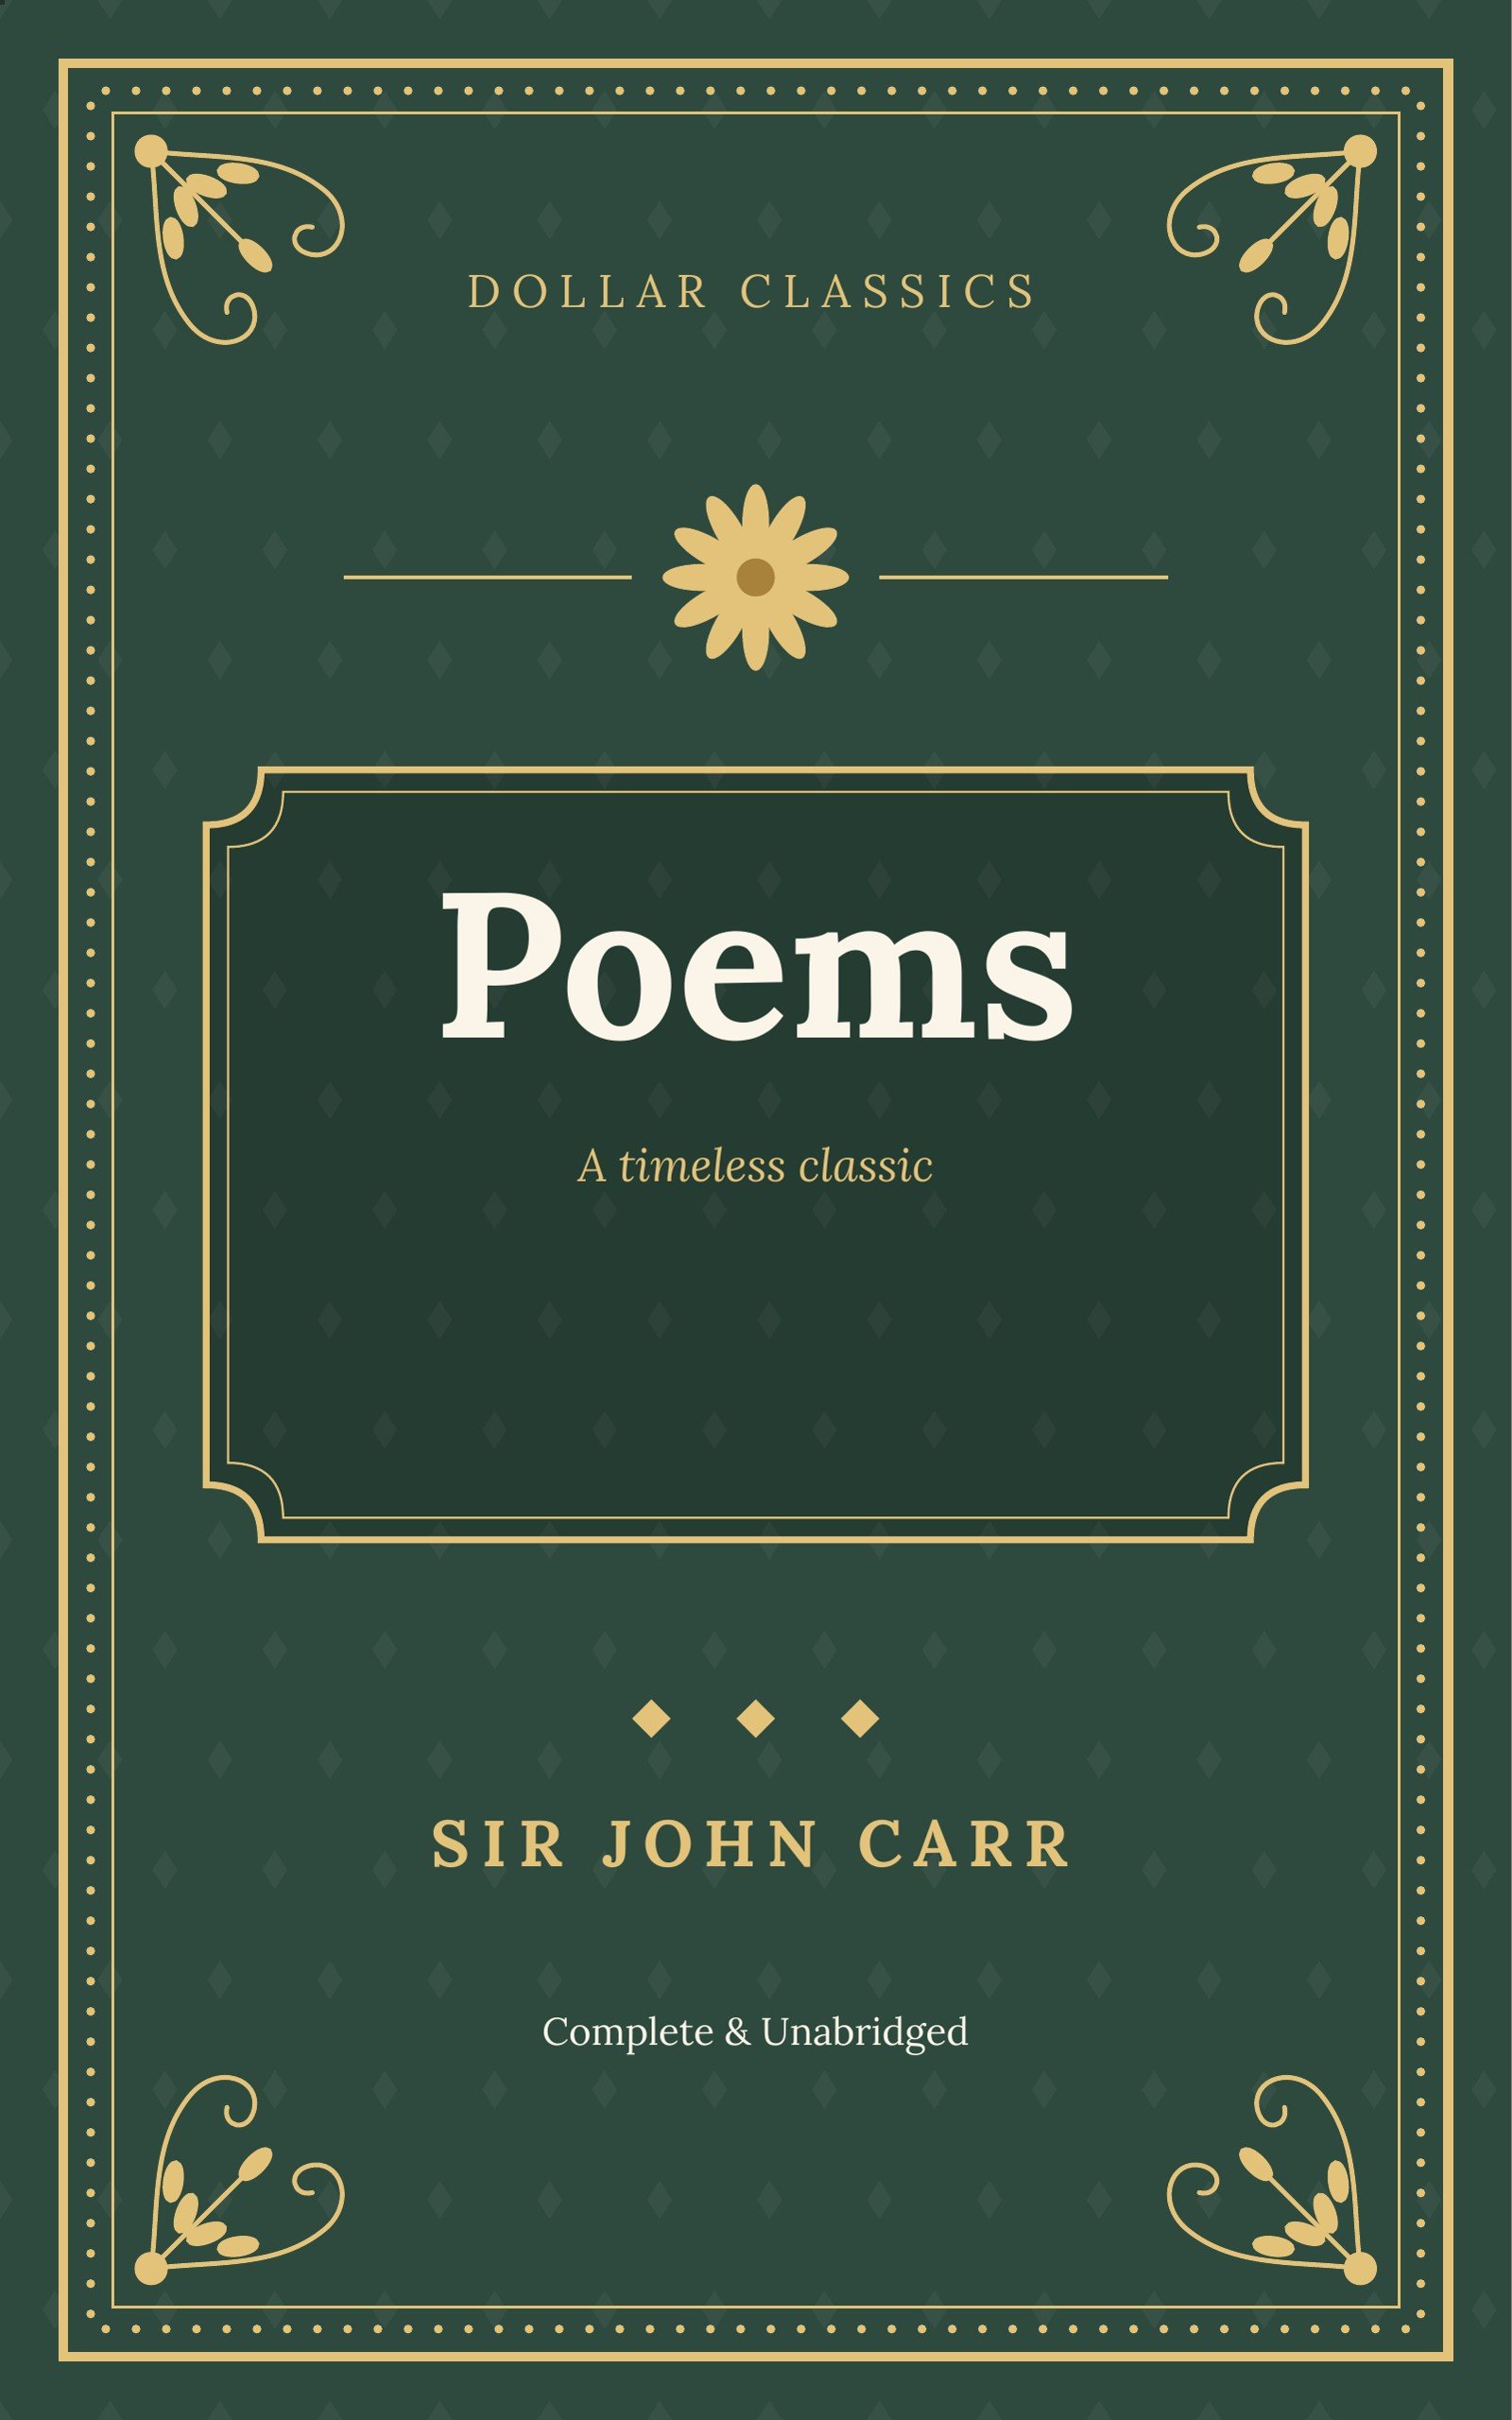 DOLLAR CLASSICS
Poems
A timeless classic
SIR JOHN CARR
Complete & Unabridged